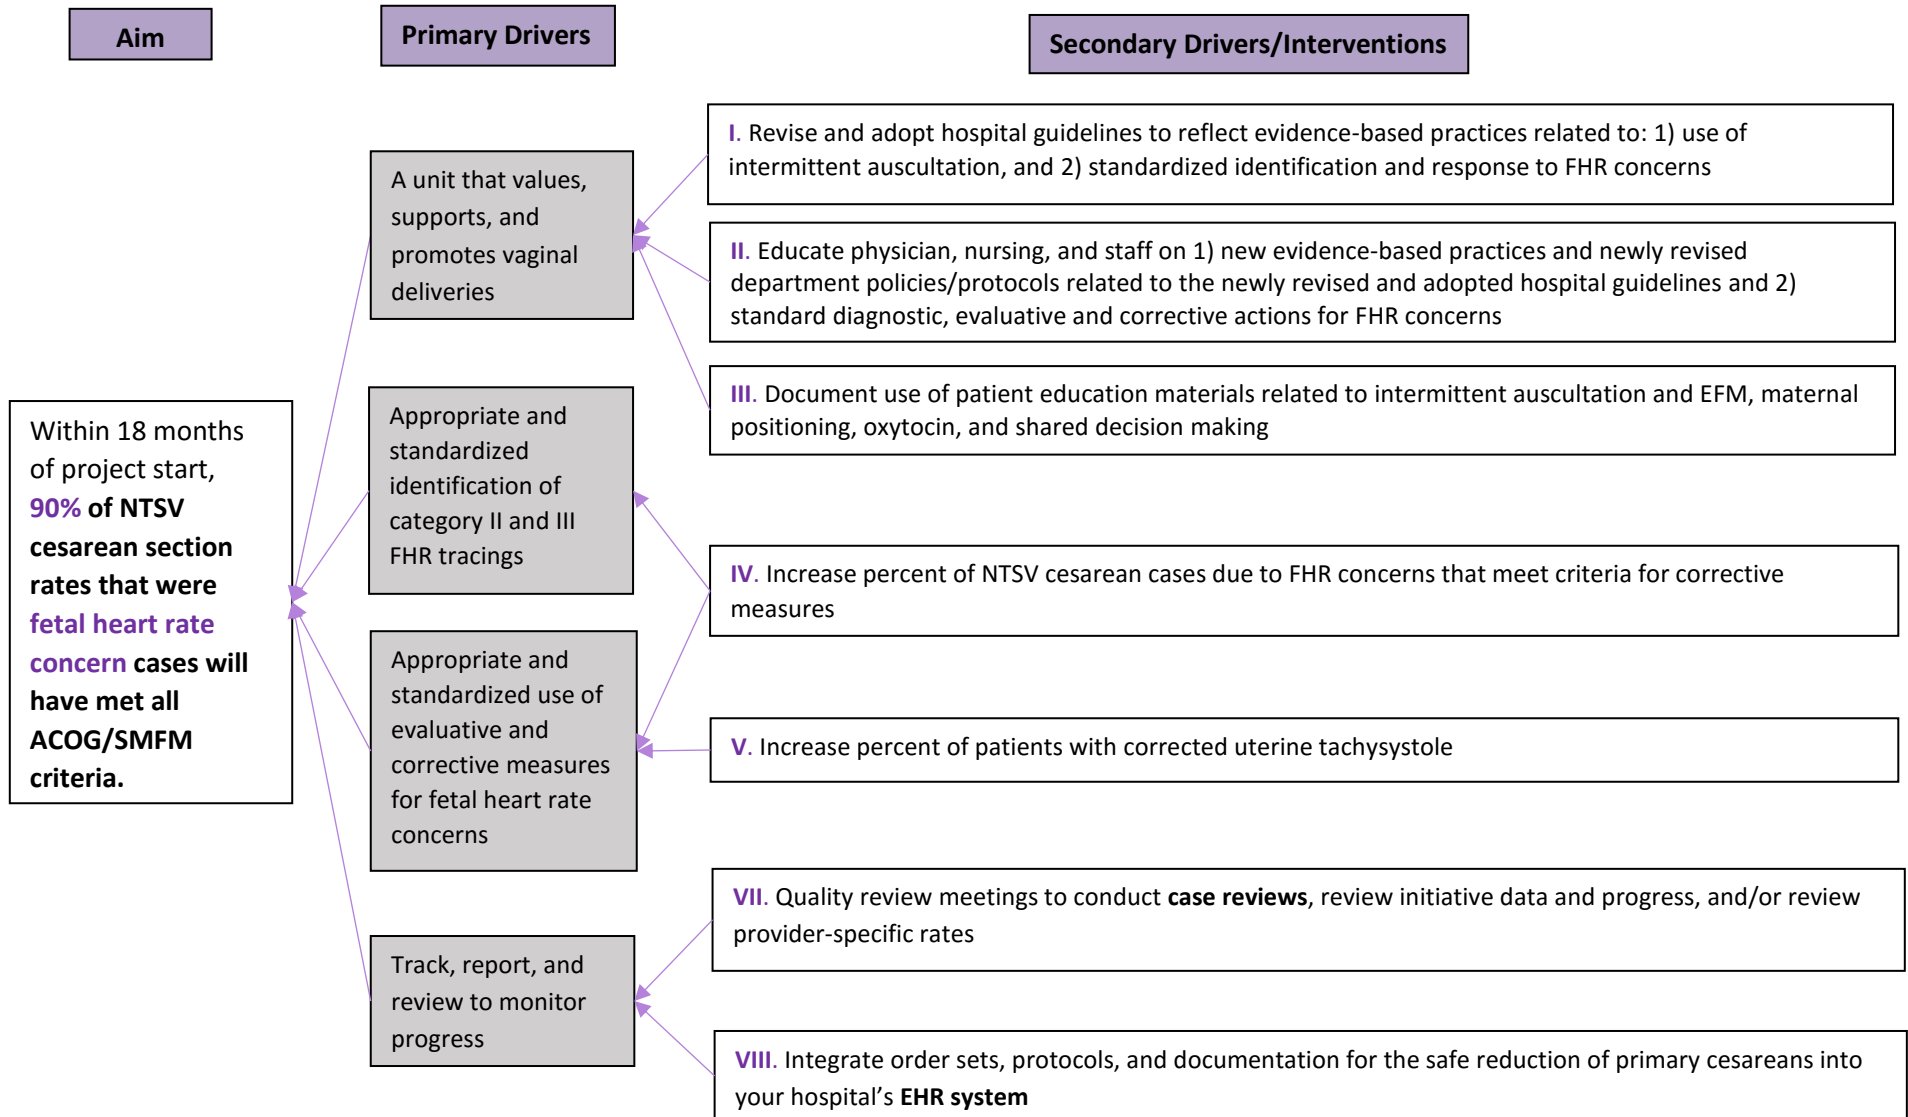 Aim
Primary Drivers
Secondary Drivers/Interventions
Within 18 months
of project start,
90% of NTSV
cesarean section
rates that were
fetal heart rate
concern cases will
have met all
ACOG/SMFM
criteria.
A unit that values,
supports, and
promotes vaginal
deliveries
Appropriate and
standardized
identification of
category II and III
FHR tracings
Appropriate and
standardized use of
evaluative and
corrective measures
for fetal heart rate
concerns
Track, report, and
review to monitor
progress
I. Revise and adopt hospital guidelines to reflect evidence-based practices related to: 1) use of
intermittent auscultation, and 2) standardized identification and response to FHR concerns
II. Educate physician, nursing, and staff on 1) new evidence-based practices and newly revised
department policies/protocols related to the newly revised and adopted hospital guidelines and 2)
standard diagnostic, evaluative and corrective actions for FHR concerns
III. Document use of patient education materials related to intermittent auscultation and EFM, maternal
positioning, oxytocin, and shared decision making
IV. Increase percent of NTSV cesarean cases due to FHR concerns that meet criteria for corrective
measures
V. Increase percent of patients with corrected uterine tachysystole
VII. Quality review meetings to conduct case reviews, review initiative data and progress, and/or review
provider-specific rates
VIII. Integrate order sets, protocols, and documentation for the safe reduction of primary cesareans into
your hospital’s EHR system